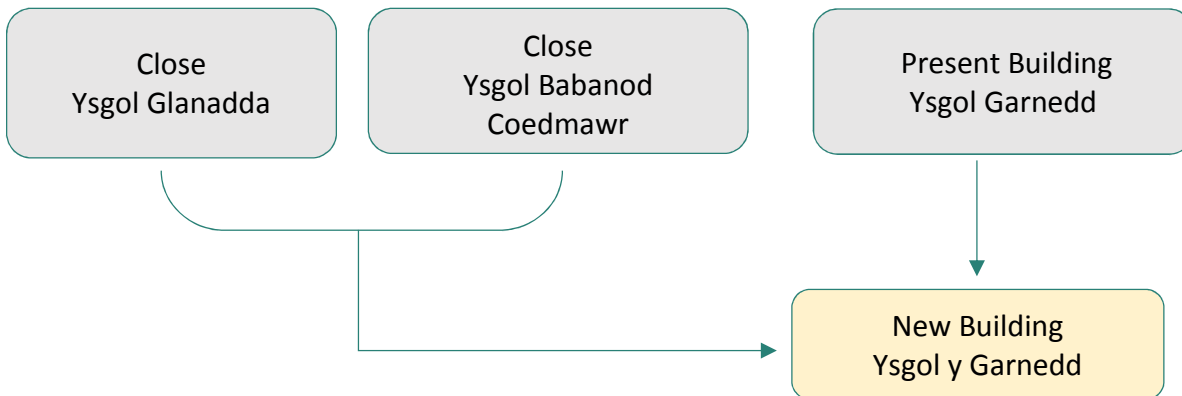 Close
Ysgol Glanadda
Close
Ysgol Babanod
Coedmawr
Present Building
Ysgol Garnedd
New Building
Ysgol y Garnedd